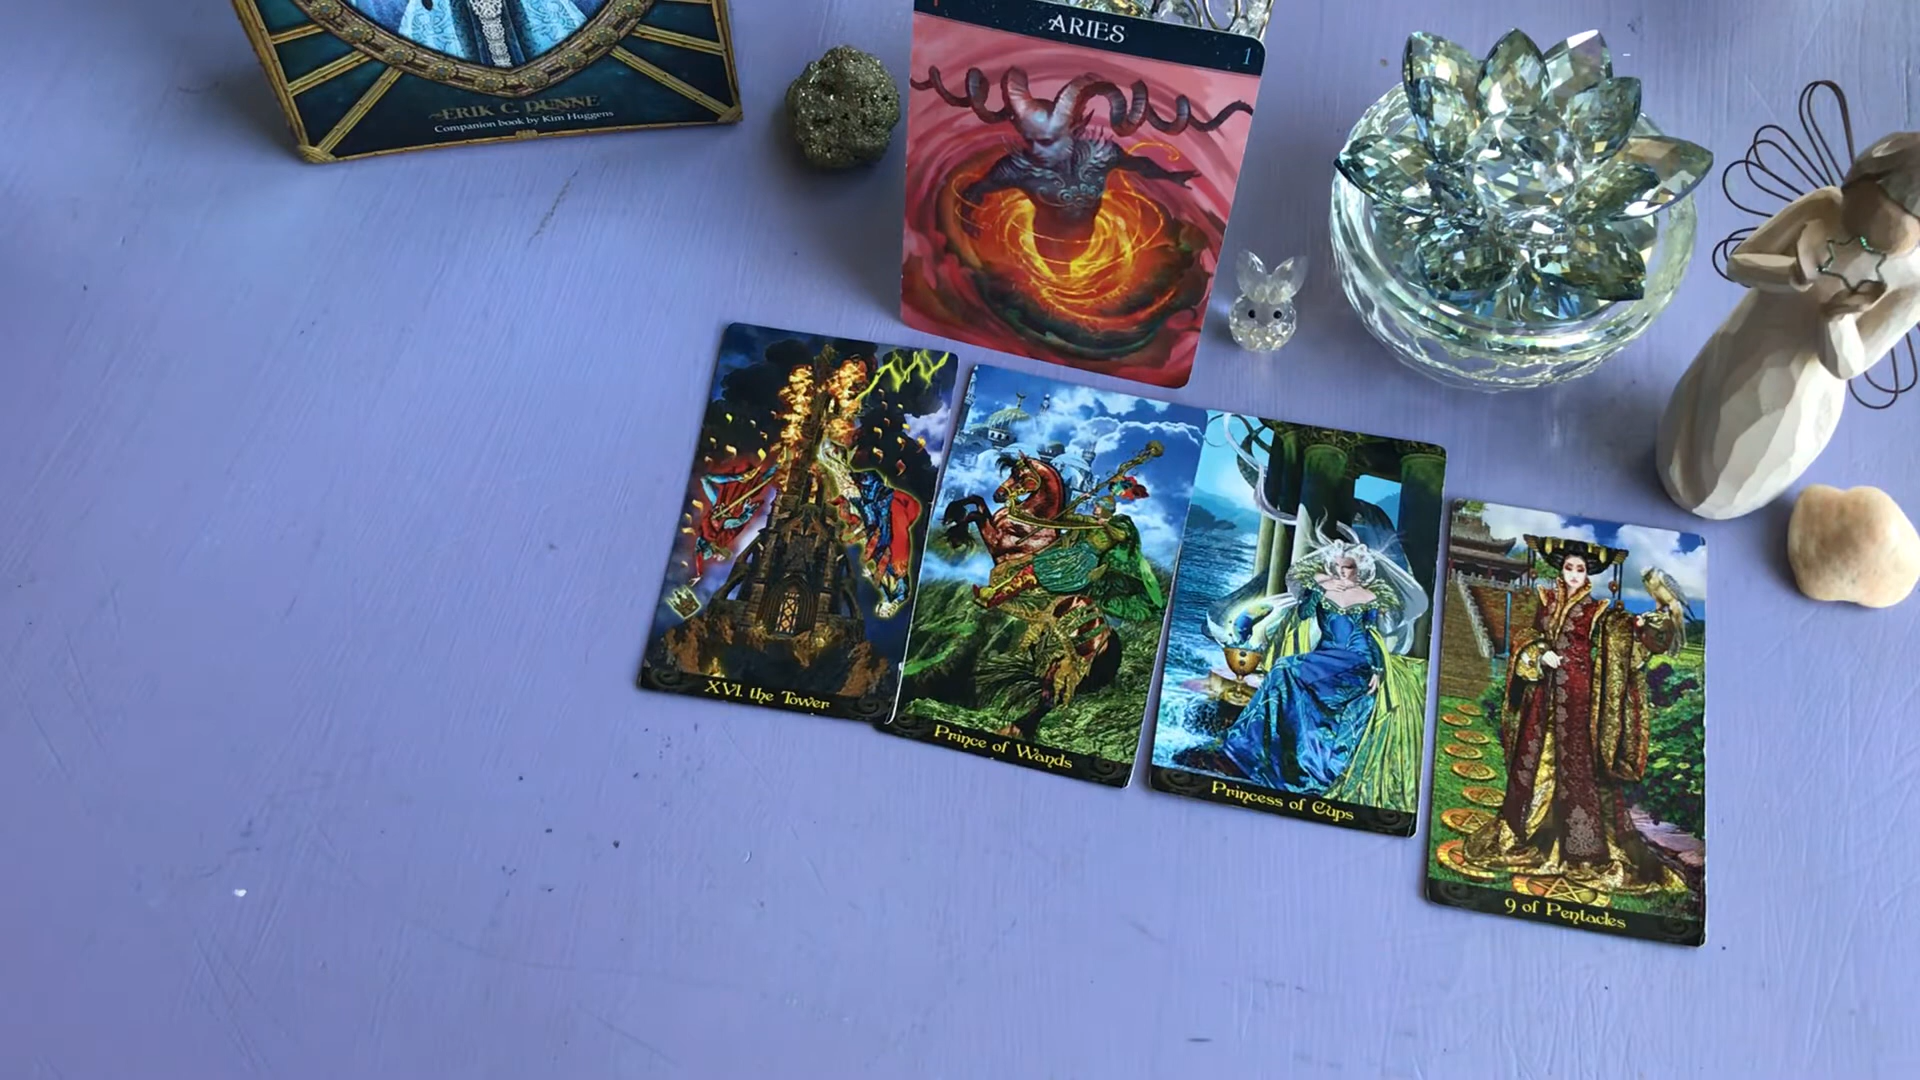 ERIK C. DUNNE
Companion book by Kim Huggens
ARIES
1
XVI. the Tower
Prince of Wands
Princess of Cups
9 of Pentacles